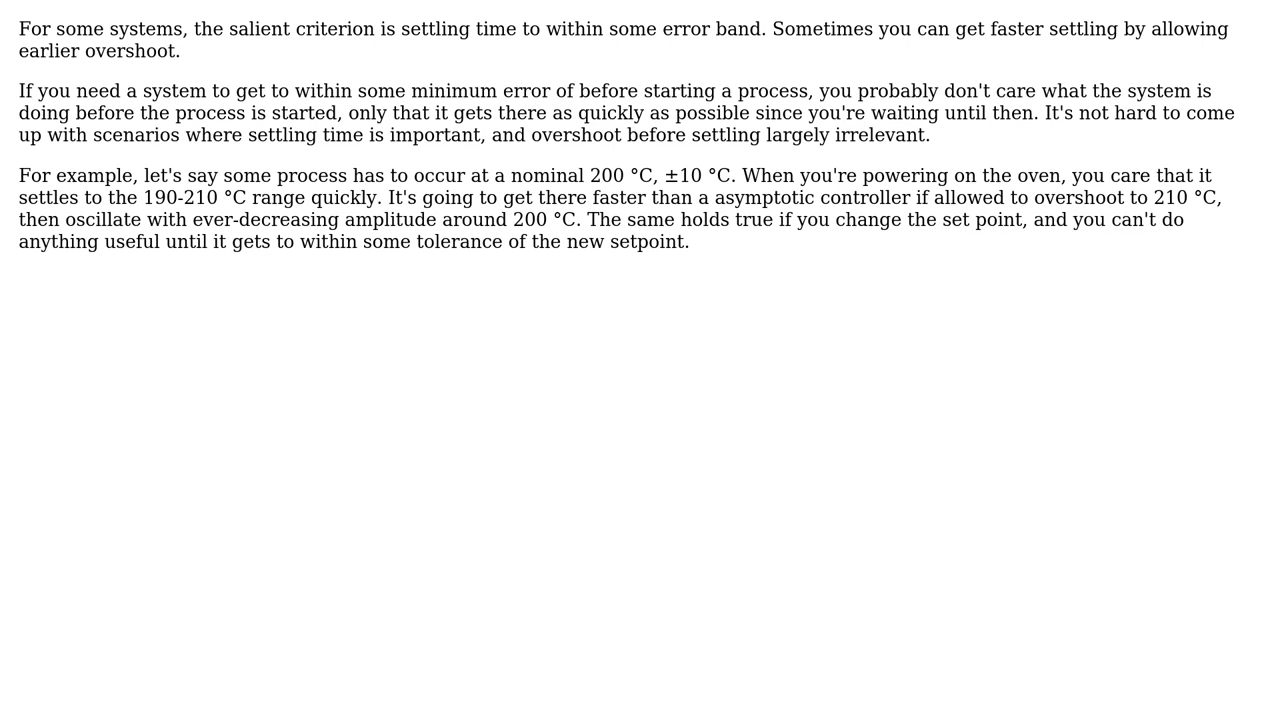 For some systems, the salient criterion is settling time to within some error band. Sometimes you can get faster settling by allowing
earlier overshoot.
If you need a system to get to within some minimum error of before starting a process, you probably don't care what the system is
doing before the process is started, only that it gets there as quickly as possible since you're waiting until then. It's not hard to come
up with scenarios where settling time is important, and overshoot before settling largely irrelevant.
For example, let's say some process has to occur at a nominal 200 °C, ±10 °C. When you're powering on the oven, you care that it
settles to the 190-210 °C range quickly. It's going to get there faster than a asymptotic controller if allowed to overshoot to 210 °C,
then oscillate with ever-decreasing amplitude around 200 °C. The same holds true if you change the set point, and you can't do
anything useful until it gets to within some tolerance of the new setpoint.